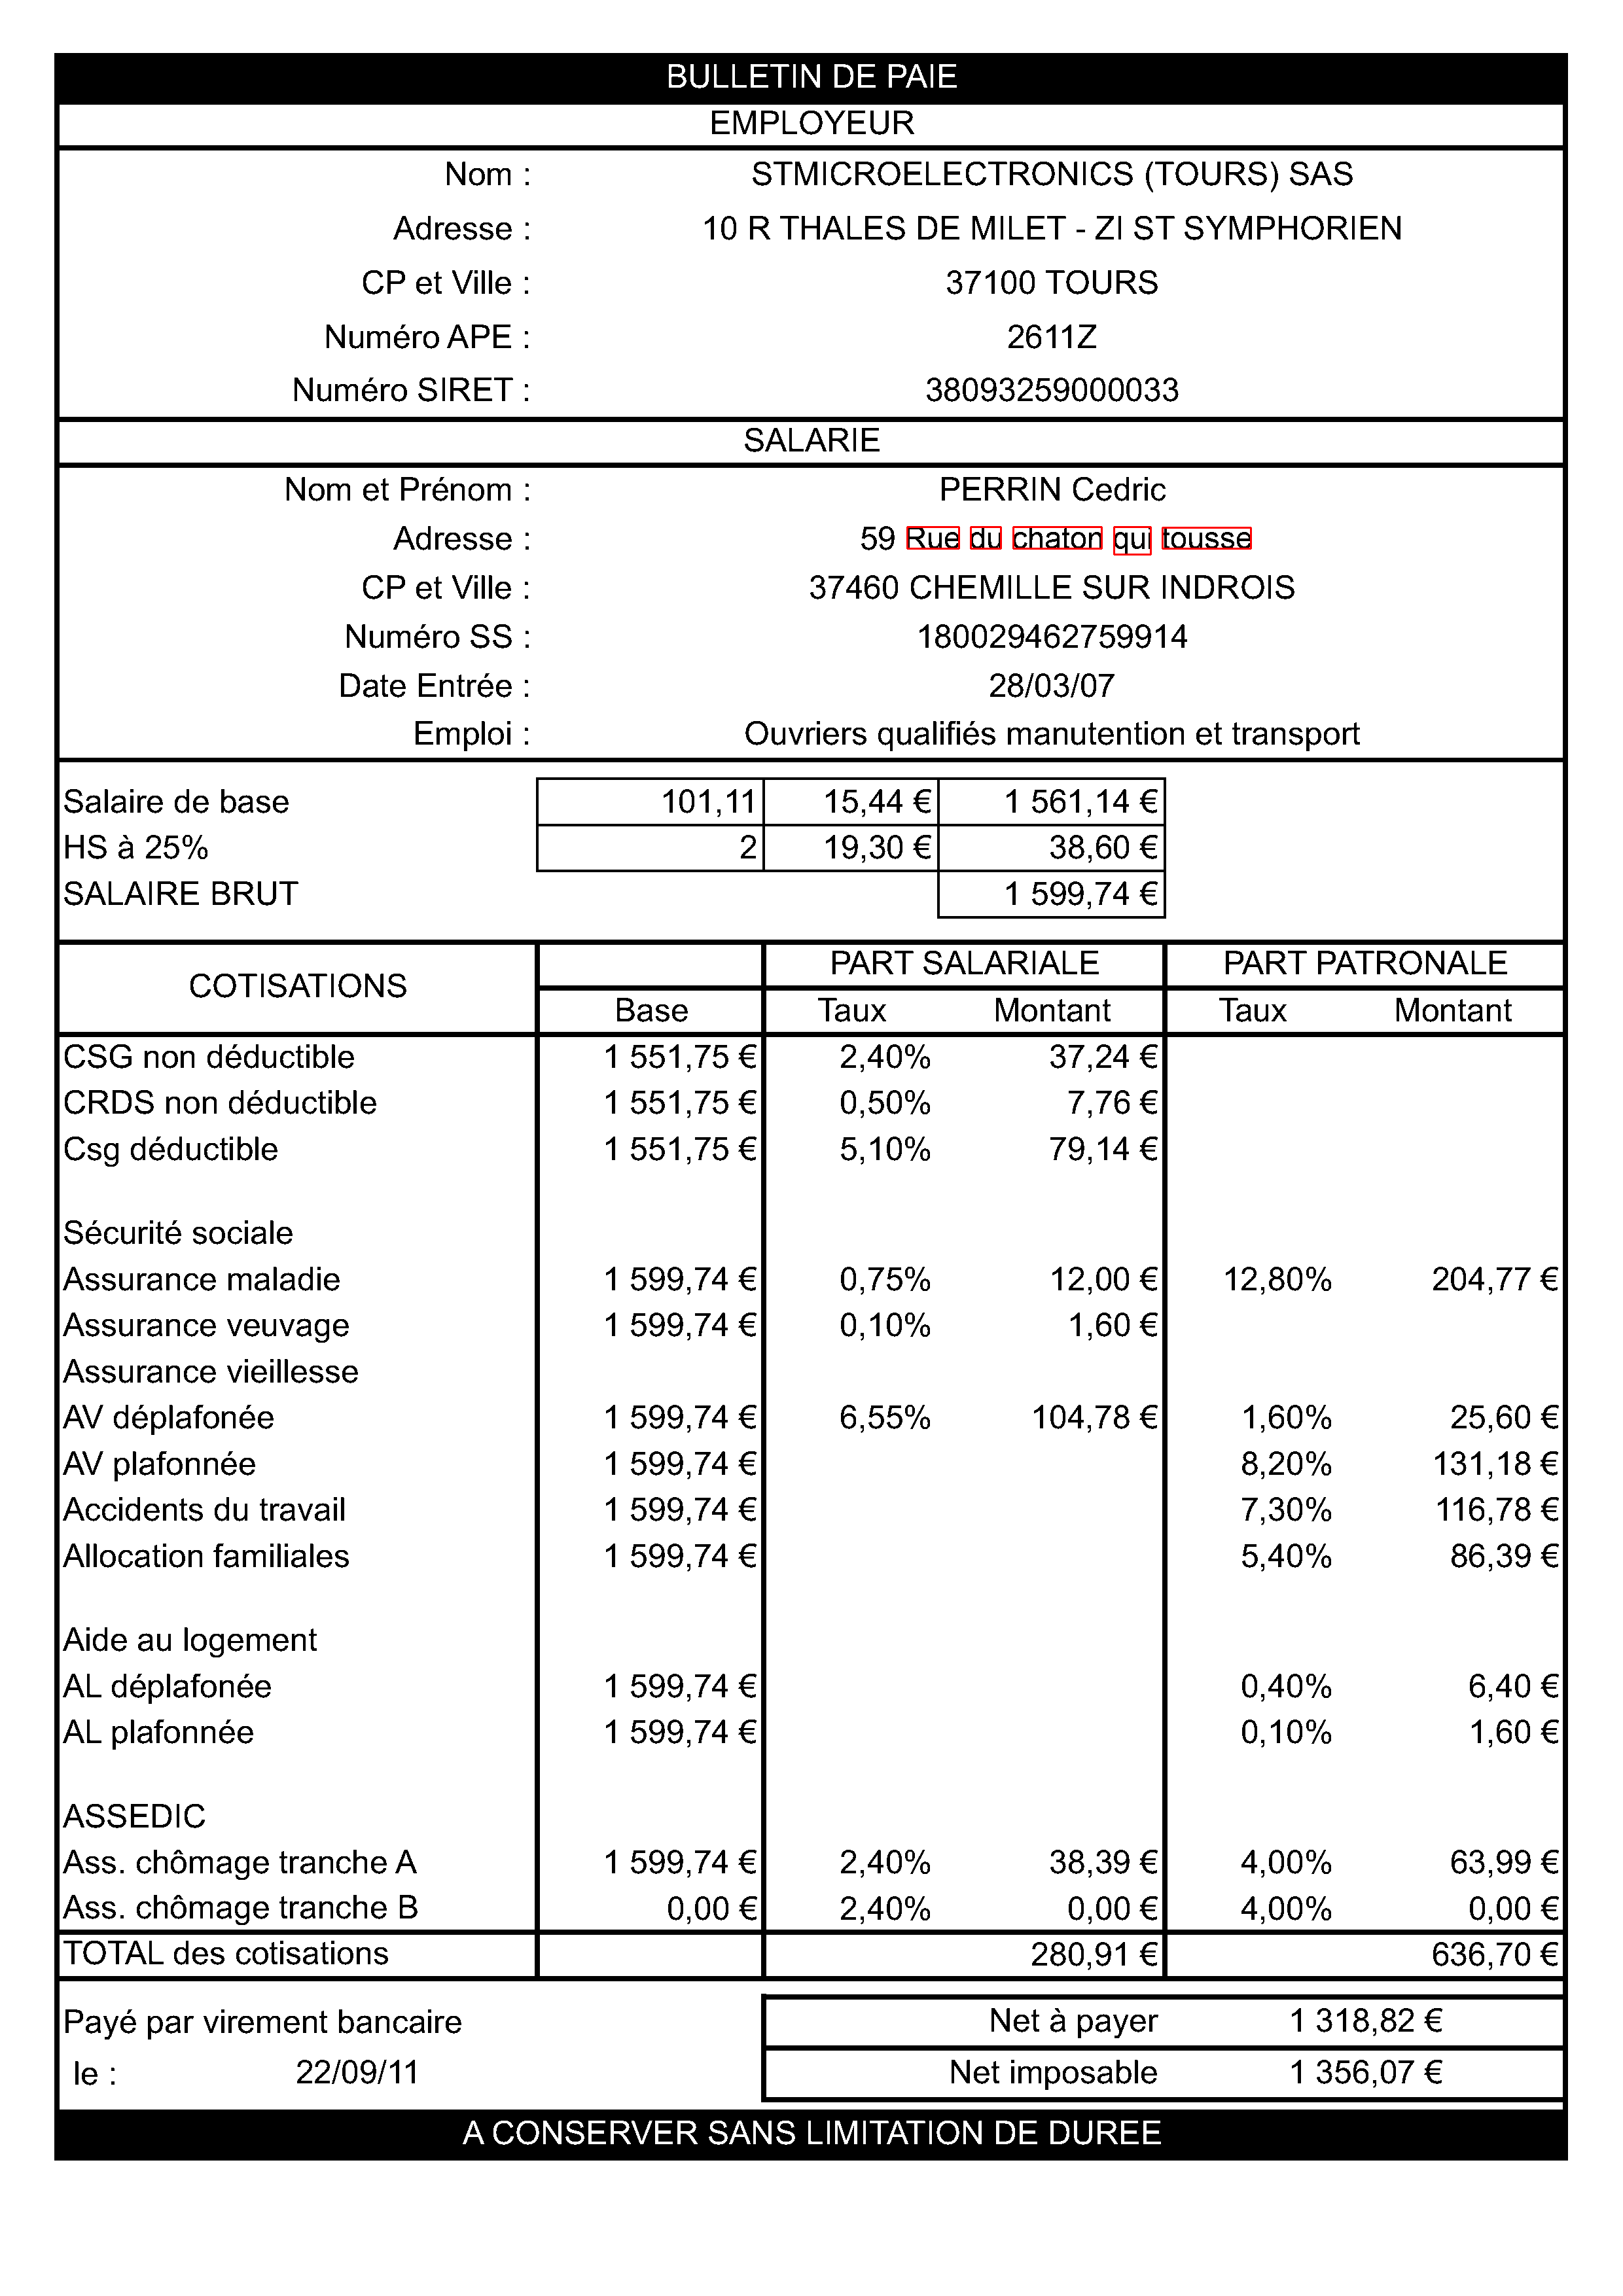 BULLETIN DE PAIE
EMPLOYEUR
Nom : STMICROELECTRONICS (TOURS) SAS
Adresse : 10 R THALES DE MILET - ZI ST SYMPHORIEN
CP et Ville : 37100 TOURS
Numéro APE : 2611Z
Numéro SIRET : 38093259000033
SALARIE
Nom et Prénom : PERRIN Cedric
Adresse : 59 Rue du chaton qui tousse
CP et Ville : 37460 CHEMILLE SUR INDROIS
Numéro SS : 180029462759914
Date Entrée : 28/03/07
Emploi : Ouvriers qualifiés manutention et transport
Salaire de base 101,11 15,44 € 1 561,14 €
HS à 25% 2 19,30 € 38,60 €
SALAIRE BRUT 1 599,74 €
COTISATIONS PART SALARIALE PART PATRONALE
Base Taux Montant Taux Montant
CSG non déductible 1 551,75 € 2,40% 37,24 €
CRDS non déductible 1 551,75 € 0,50% 7,76 €
Csg déductible 1 551,75 € 5,10% 79,14 €
Sécurité sociale
Assurance maladie 1 599,74 € 0,75% 12,00 € 12,80% 204,77 €
Assurance veuvage 1 599,74 € 0,10% 1,60 €
Assurance vieillesse
AV déplafonée 1 599,74 € 6,55% 104,78 € 1,60% 25,60 €
AV plafonnée 1 599,74 € 8,20% 131,18 €
Accidents du travail 1 599,74 € 7,30% 116,78 €
Allocation familiales 1 599,74 € 5,40% 86,39 €
Aide au logement
AL déplafonée 1 599,74 € 0,40% 6,40 €
AL plafonnée 1 599,74 € 0,10% 1,60 €
ASSEDIC
Ass. chômage tranche A 1 599,74 € 2,40% 38,39 € 4,00% 63,99 €
Ass. chômage tranche B 0,00 € 2,40% 0,00 € 4,00% 0,00 €
TOTAL des cotisations 280,91 € 636,70 €
Payé par virement bancaire Net à payer 1 318,82 €
le : 22/09/11 Net imposable 1 356,07 €
A CONSERVER SANS LIMITATION DE DUREE